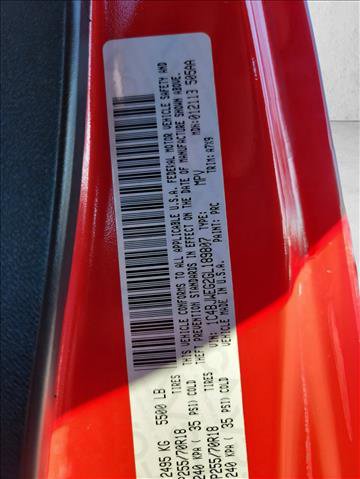 2495 KG 5500 LB
TIRES
P255/70R18
240 KPA ( 35 PSI) COLD
TIRES
P255/70R18
240 KPA ( 35 PSI) COLD
THIS VEHICLE CONFORMS TO ALL APPLICABLE U.S.A. FEDERAL MOTOR VEHICLE SAFETY AND
THEFT PREVENTION STANDARDS IN EFFECT ON THE DATE OF MANUFACTURE SHOWN ABOVE.
VIN: 1C4BJWEG2GL189807 TYPE: MPV MDH:012113 505AA
VEHICLE MADE IN U.S.A. PAINT: PRC TRIM: A7X9